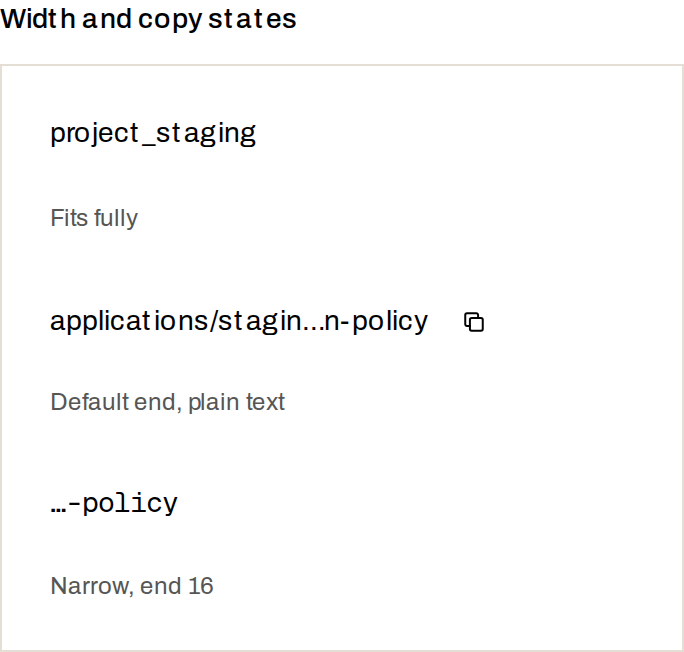 Width and copy states
project_staging
Fits fully
applications/stagin...n-policy
Default end, plain text
…-policy
Narrow, end 16